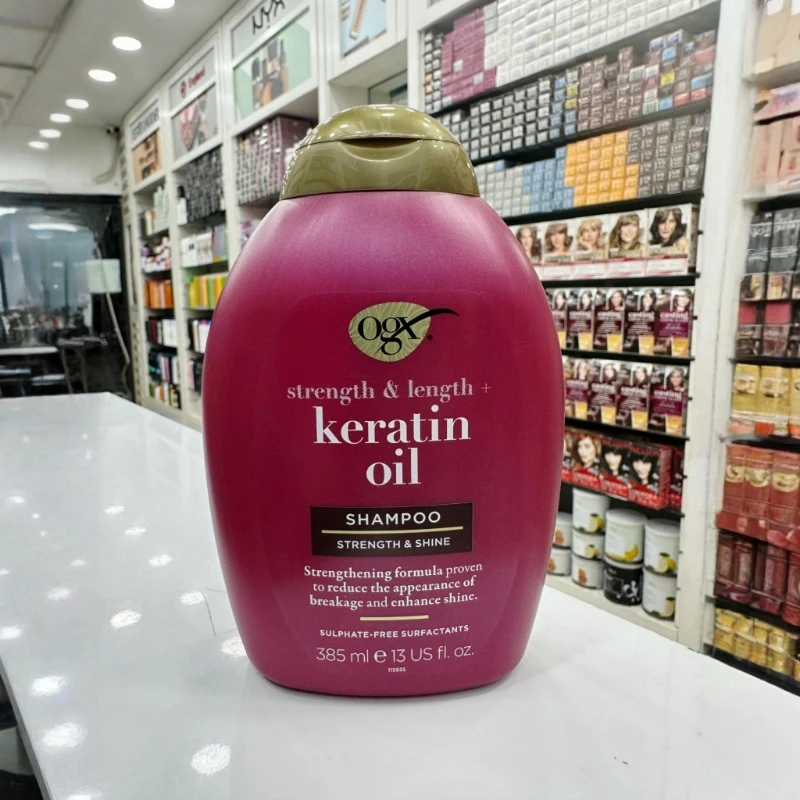 NYX
ogx
strength & length +
keratin
oil
SHAMPOO
STRENGTH & SHINE
Strengthening formula proven
to reduce the appearance of
breakage and enhance shine.
SULPHATE-FREE SURFACTANTS
385 ml e 13 US fl. oz.